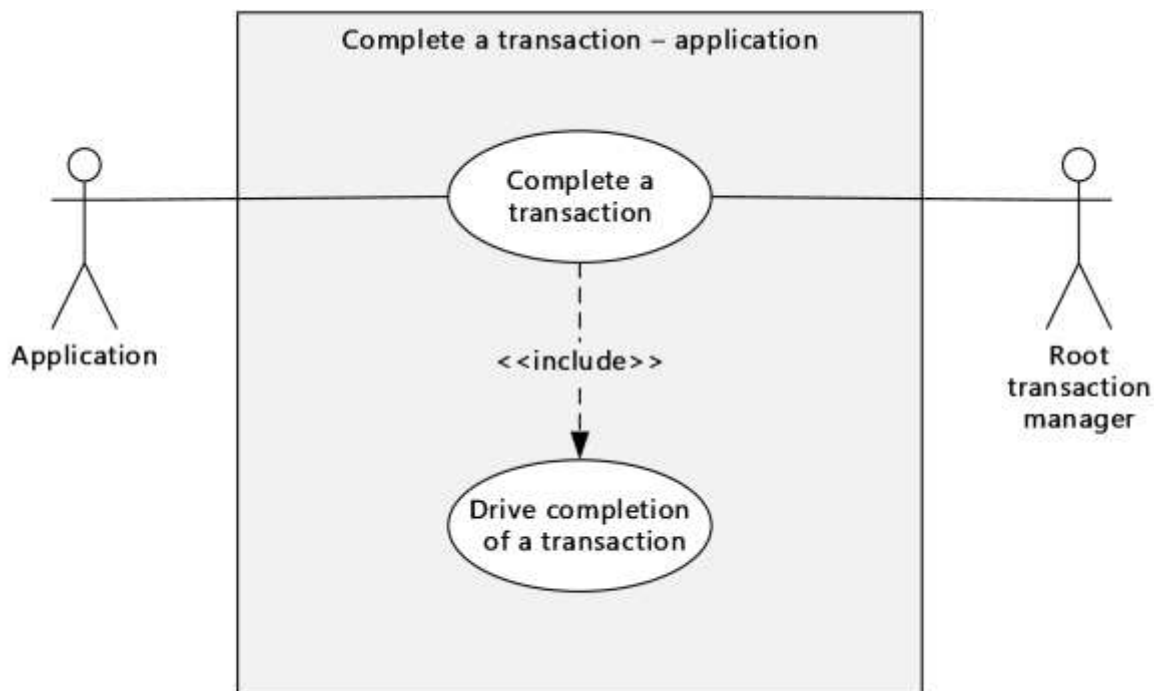 Complete a transaction – application
Complete a
transaction
Application
<<include>>
Root
transaction
manager
Drive completion
of a transaction